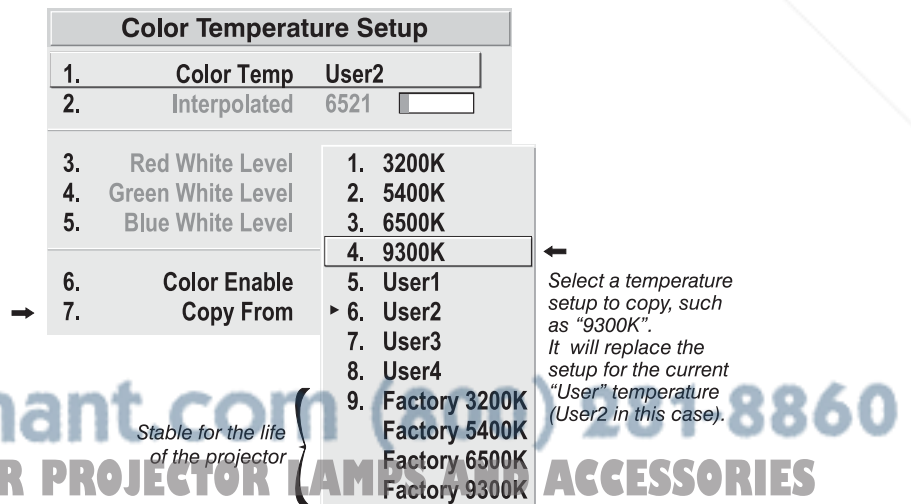 Color Temperature Setup
1. Color Temp User2
2. Interpolated 6521
3. Red White Level
4. Green White Level
5. Blue White Level
6. Color Enable
7. Copy From
1. 3200K
2. 5400K
3. 6500K
4. 9300K
5. User1
6. User2
7. User3
8. User4
9. Factory 3200K
Factory 5400K
Factory 6500K
Factory 9300K
Select a temperature
setup to copy, such
as “9300K”.
It will replace the
setup for the current
“User” temperature
(User2 in this case).
Stable for the life
of the projector
PROJECTOR LAMPS ACCESSORIES